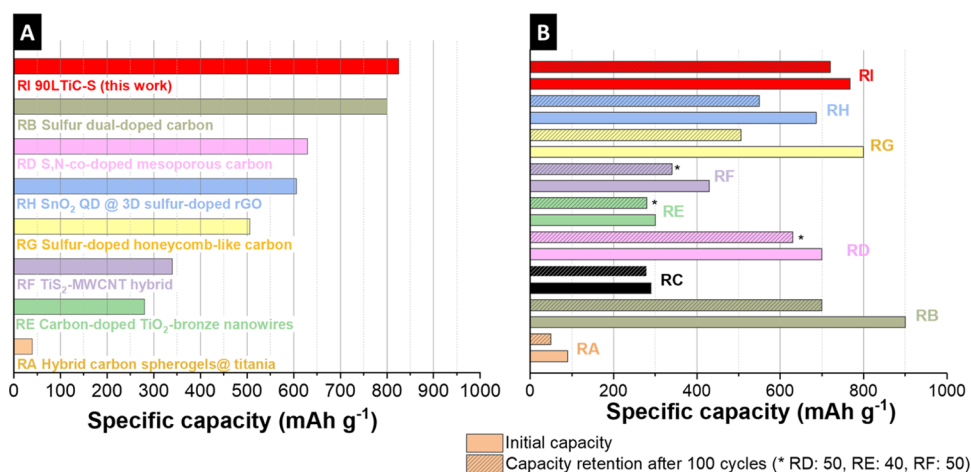 A
RI 90LTiC-S (this work)
RB Sulfur dual-doped carbon
RD S,N-co-doped mesoporous carbon
RH SnO₂ QD @ 3D sulfur-doped rGO
RG Sulfur-doped honeycomb-like carbon
RF TiS₂-MWCNT hybrid
RE Carbon-doped TiO₂-bronze nanowires
RA Hybrid carbon spherogels@ titania
0 100 200 300 400 500 600 700 800 900 1000
Specific capacity (mAh g⁻¹)
B
RI
RH
RG
*
RF
*
RE
*
RD
RC
RB
RA
0 200 400 600 800 1000
Specific capacity (mAh g⁻¹)
Initial capacity
Capacity retention after 100 cycles (* RD: 50, RE: 40, RF: 50)